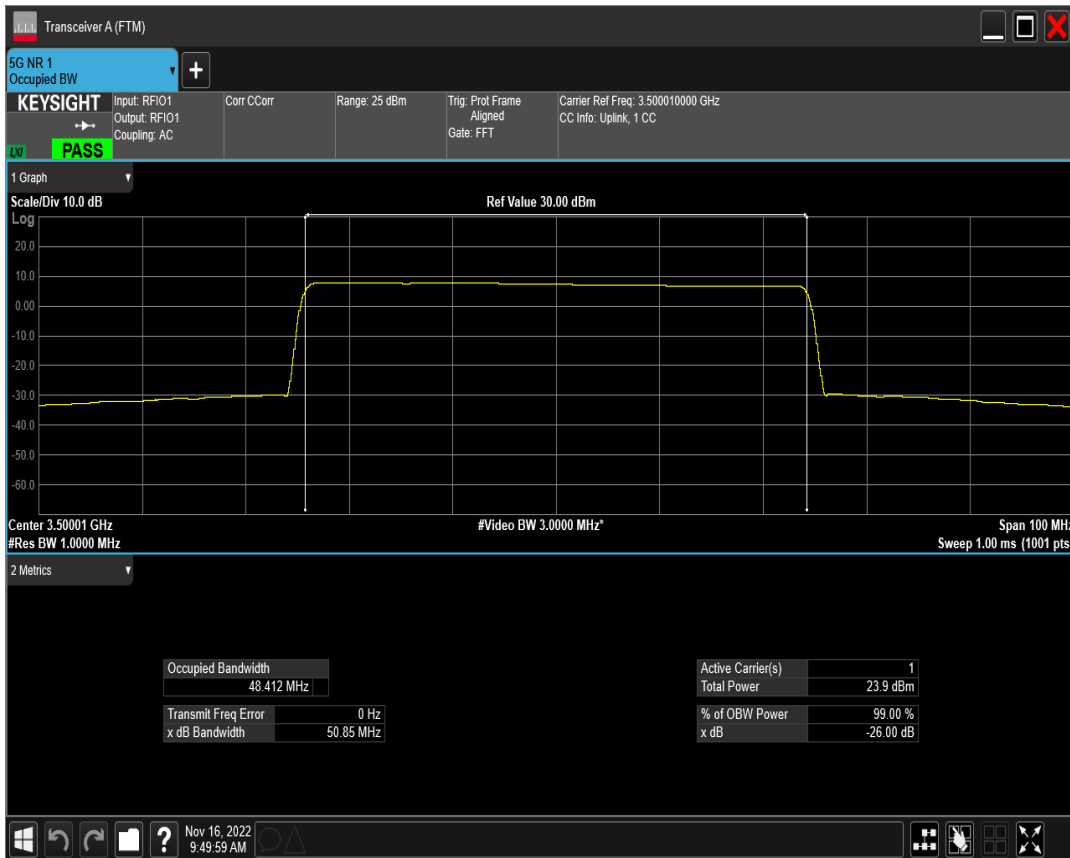 Transceiver A (FTM)
5G NR 1
Occupied BW
+
KEYSIGHT
LXI
PASS
Input: RFIO1
Output: RFIO1
Coupling: AC
Corr CCorr
Range: 25 dBm
Trig: Prot Frame
Aligned
Gate: FFT
Carrier Ref Freq: 3.500010000 GHz
CC Info: Uplink, 1 CC
1 Graph
Scale/Div 10.0 dB
Ref Value 30.00 dBm
Log
20.0
10.0
0.00
-10.0
-20.0
-30.0
-40.0
-50.0
-60.0
Center 3.50001 GHz
#Video BW 3.0000 MHz*
Span 100 MHz
#Res BW 1.0000 MHz
Sweep 1.00 ms (1001 pts
2 Metrics
Occupied Bandwidth
48.412 MHz
Transmit Freq Error 0 Hz
x dB Bandwidth 50.85 MHz
Active Carrier(s) 1
Total Power 23.9 dBm
% of OBW Power 99.00 %
x dB -26.00 dB
?
Nov 16, 2022
9:49:59 AM